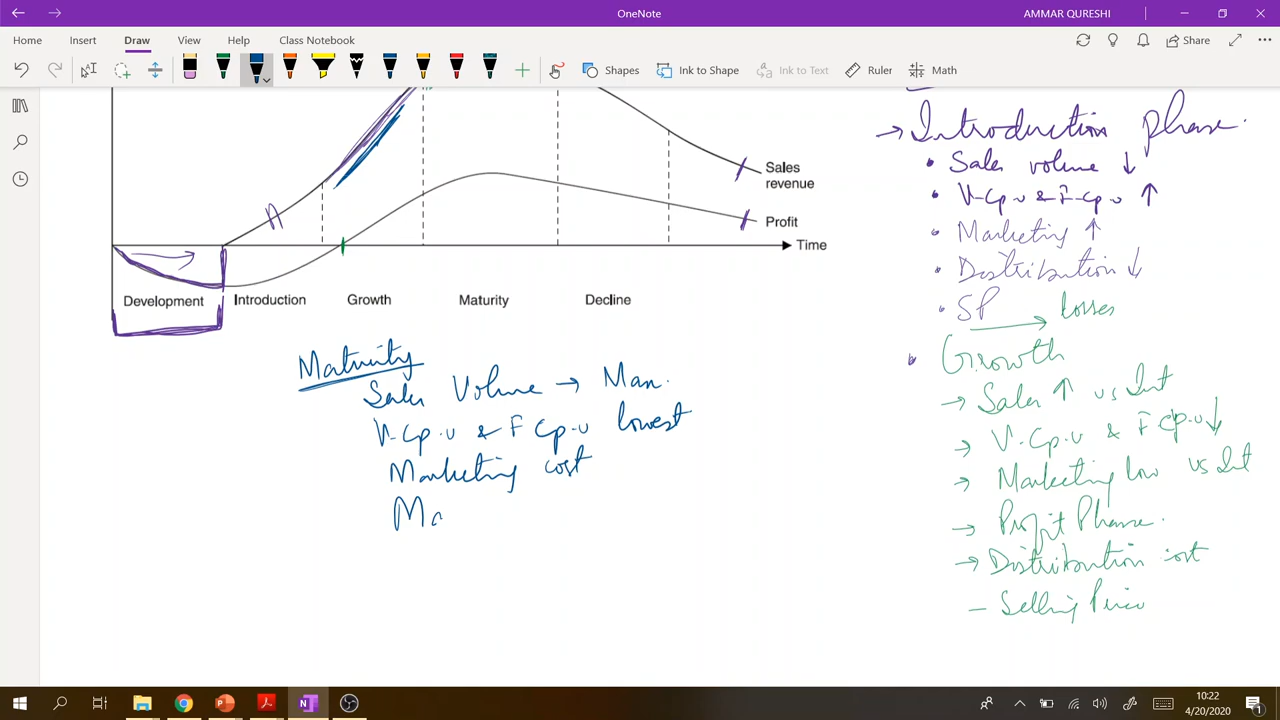 OneNote
AMMAR QURESHI
Home Insert Draw View Help Class Notebook
Share
Shapes Ink to Shape Ink to Text Ruler Math
Sales
revenue
Profit
Time
Development Introduction Growth Maturity Decline
Maturity
Sales Volume → Max.
V.Cp.u & F Cp.u lowest
Marketing cost
Ma
→ Introduction Phase.
• Sales volume ↓
• V-Cp.u & F-Cp.u ↑
• Marketing ↑
• Distribution ↓
• SP
→ losses
• Growth
→ Sales ↑ vs Int
→ V.Cp.u & F Cp.u↓
→ Marketing low vs Int
→ Profit Phase.
→ Distribution cost
- Selling Price
10:22
4/20/2020
1